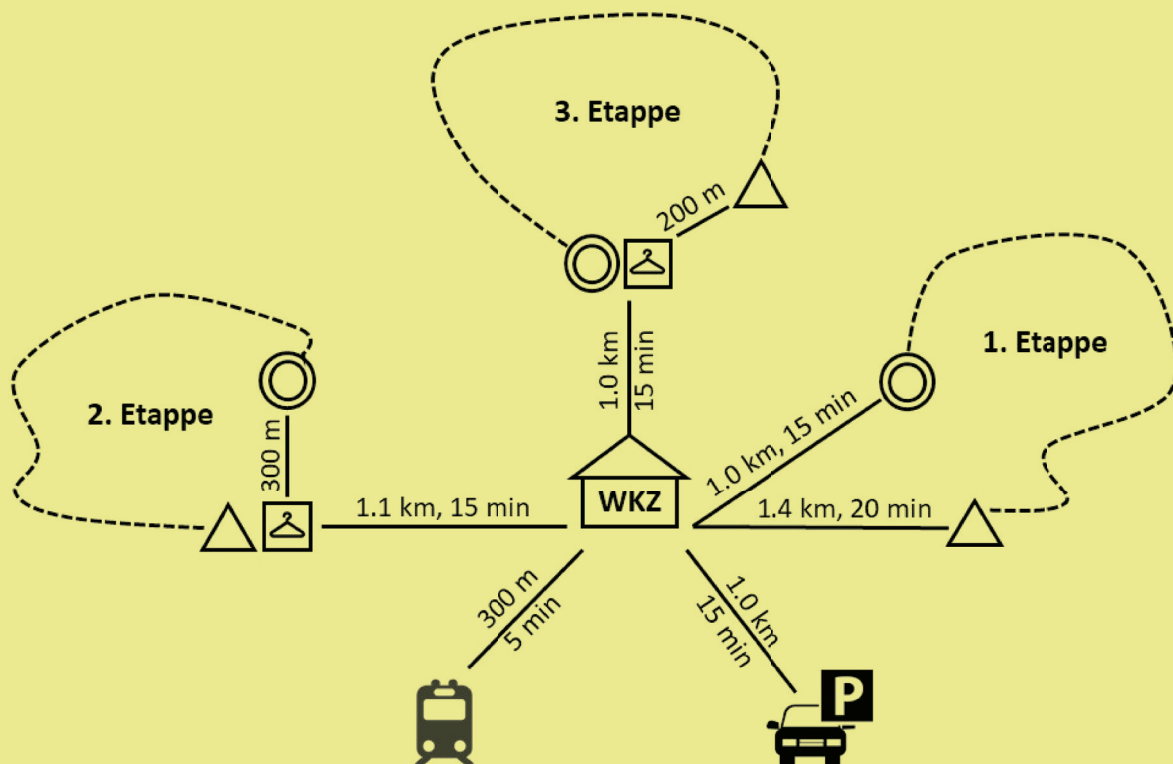 3. Etappe
200 m
1. Etappe
1.0 km
15 min
2. Etappe
300 m
1.0 km, 15 min
WKZ
1.1 km, 15 min
1.4 km, 20 min
300 m
5 min
1.0 km
15 min
P